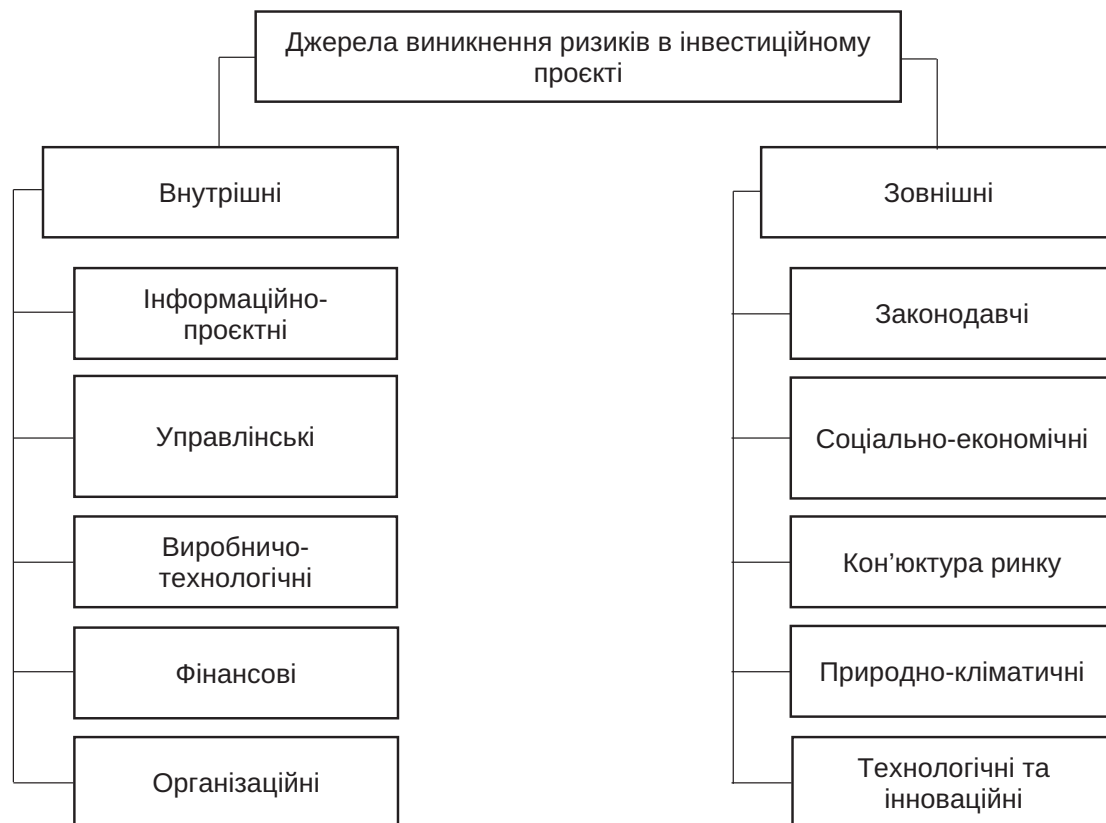 Джерела виникнення ризиків в інвестиційному
проєкті
Внутрішні
Інформаційно-
проєктні
Управлінські
Виробничо-
технологічні
Фінансові
Організаційні
Зовнішні
Законодавчі
Соціально-економічні
Кон’юктура ринку
Природно-кліматичні
Технологічні та
інноваційні